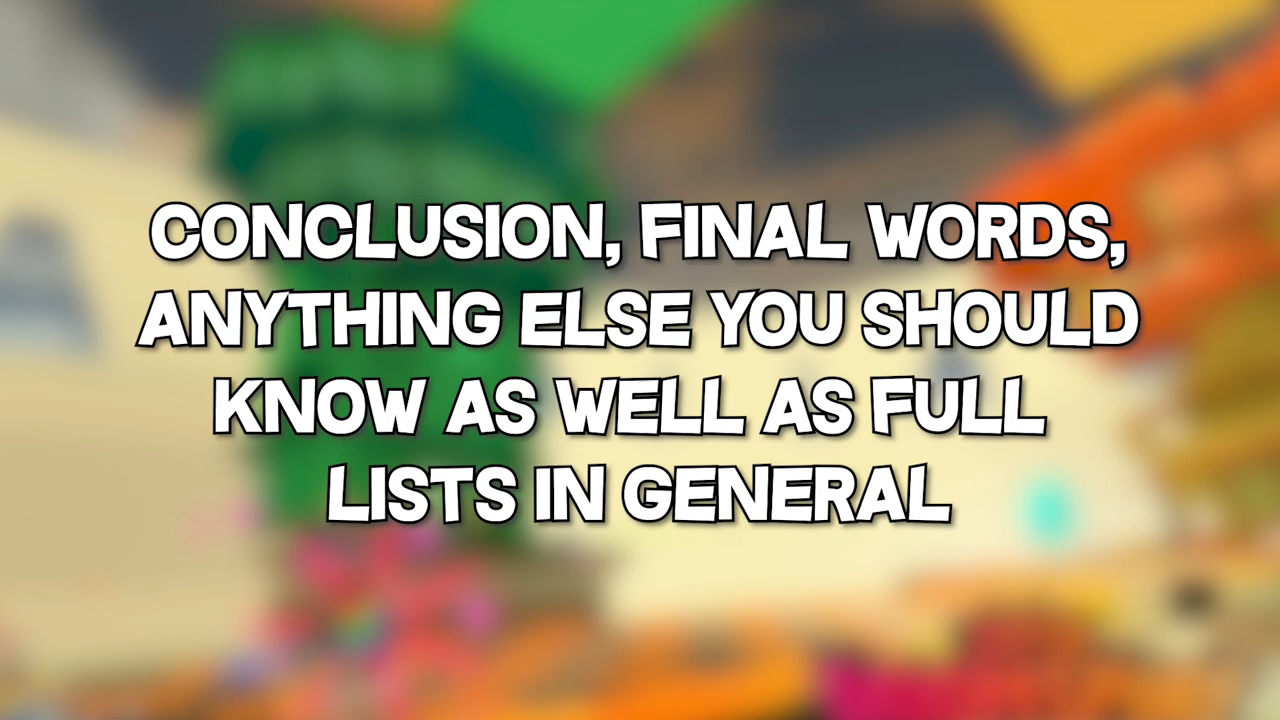 CONCLUSION, FINAL WORDS,
ANYTHING ELSE YOU SHOULD
KNOW AS WELL AS FULL
LISTS IN GENERAL